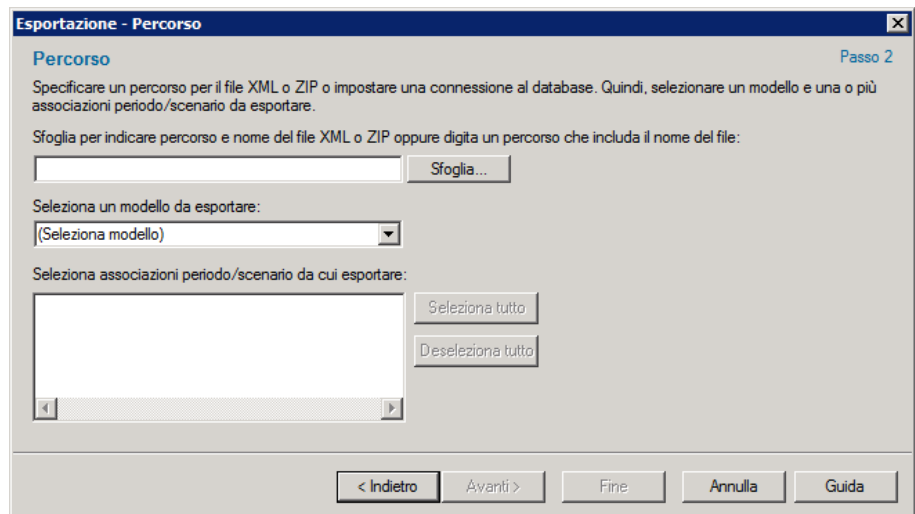 Esportazione - Percorso
Percorso
Passo 2
Specificare un percorso per il file XML o ZIP o impostare una connessione al database. Quindi, selezionare un modello e una o più
associazioni periodo/scenario da esportare.
Sfoglia per indicare percorso e nome del file XML o ZIP oppure digita un percorso che includa il nome del file:
Sfoglia...
Seleziona un modello da esportare:
(Seleziona modello)
Seleziona associazioni periodo/scenario da cui esportare:
Seleziona tutto
Deseleziona tutto
< Indietro
Avanti >
Fine
Annulla
Guida